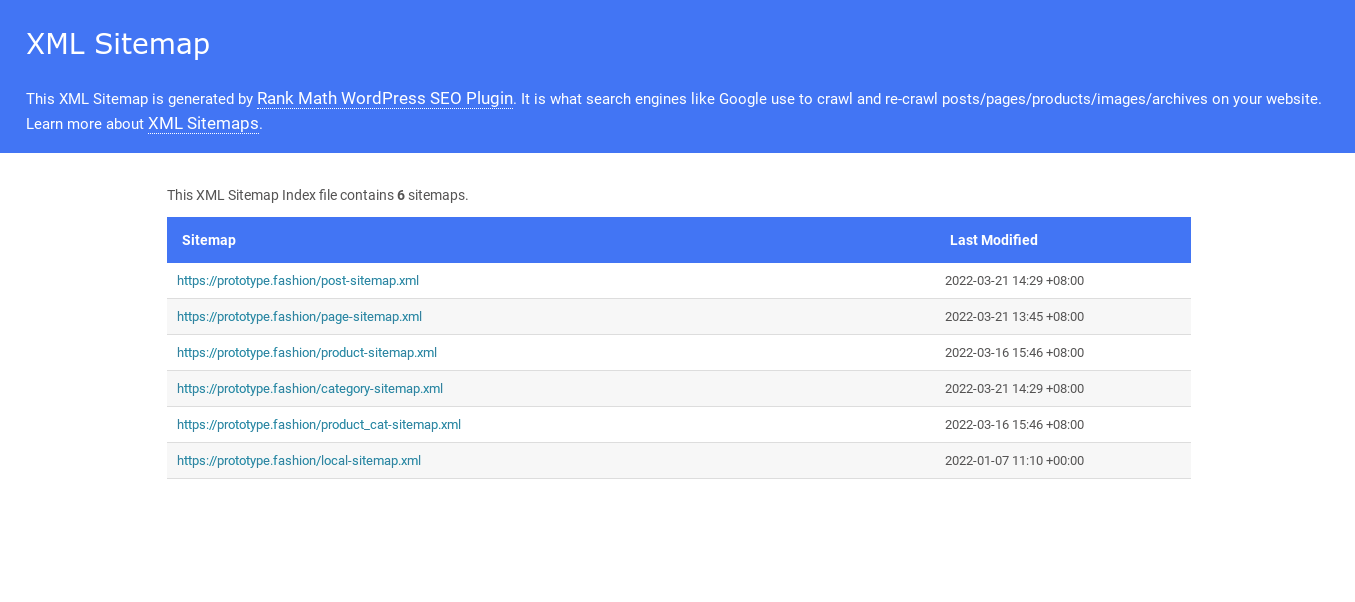 XML Sitemap
This XML Sitemap is generated by Rank Math WordPress SEO Plugin. It is what search engines like Google use to crawl and re-crawl posts/pages/products/images/archives on your website.
Learn more about XML Sitemaps.
This XML Sitemap Index file contains 6 sitemaps.
Sitemap Last Modified
https://prototype.fashion/post-sitemap.xml 2022-03-21 14:29 +08:00
https://prototype.fashion/page-sitemap.xml 2022-03-21 13:45 +08:00
https://prototype.fashion/product-sitemap.xml 2022-03-16 15:46 +08:00
https://prototype.fashion/category-sitemap.xml 2022-03-21 14:29 +08:00
https://prototype.fashion/product_cat-sitemap.xml 2022-03-16 15:46 +08:00
https://prototype.fashion/local-sitemap.xml 2022-01-07 11:10 +00:00